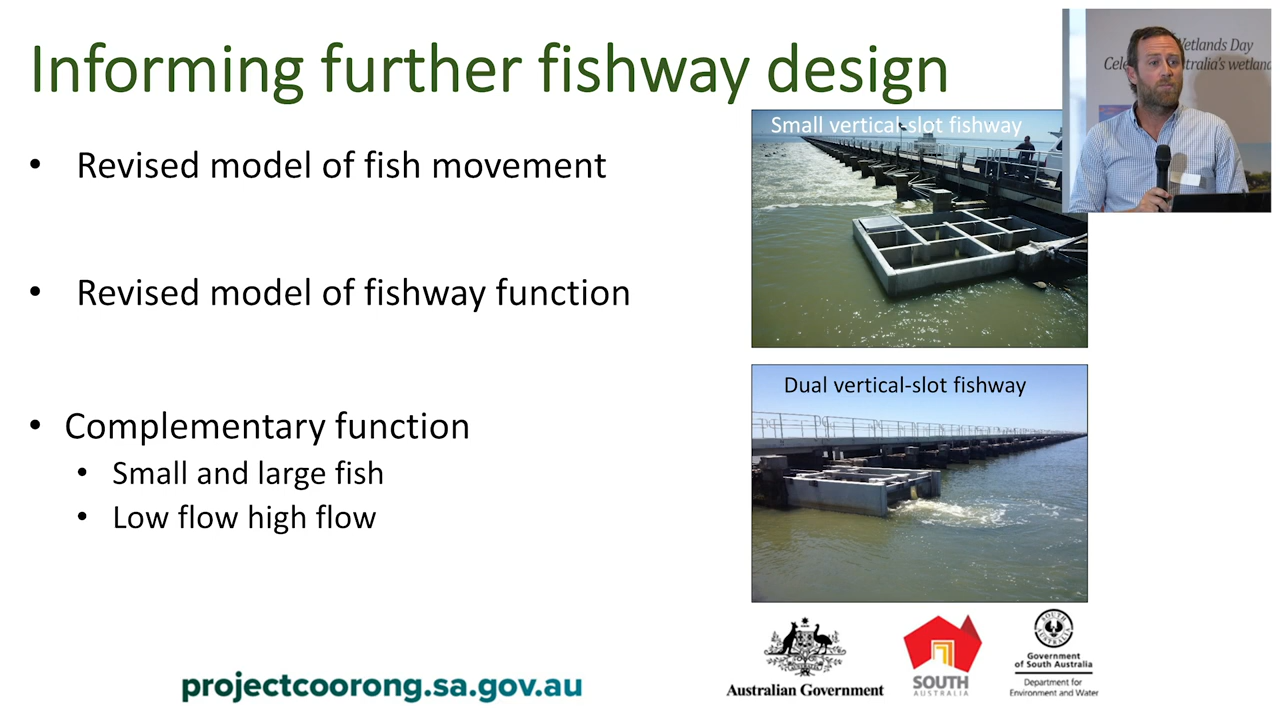 Informing further fishway design
• Revised model of fish movement
• Revised model of fishway function
• Complementary function
• Small and large fish
• Low flow high flow
Small vertical-slot fishway
Dual vertical-slot fishway
Wetlands Day
projectcoorong.sa.gov.au
Australian Government
SOUTH
AUSTRALIA
Government
of South Australia
Department for
Environment and Water